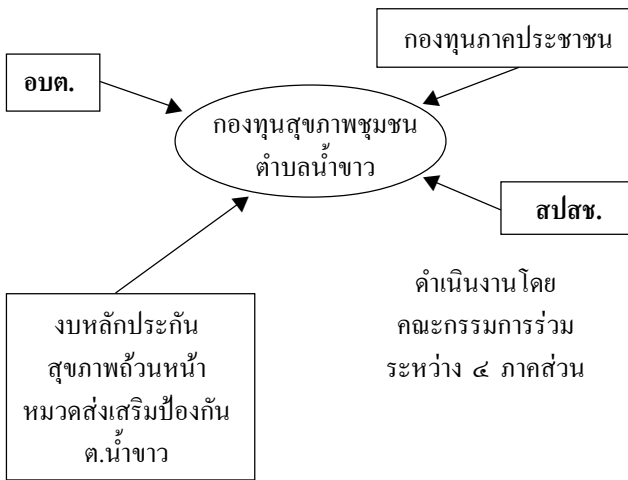 กองทุนภาคประชาชน
อบต.
กองทุนสุขภาพชุมชน
ตำบลน้ำขาว
สปสช.
ดำเนินงานโดย
คณะกรรมการร่วม
ระหว่าง ๔ ภาคส่วน
งบหลักประกัน
สุขภาพถ้วนหน้า
หมวดส่งเสริมป้องกัน
ต.น้ำขาว